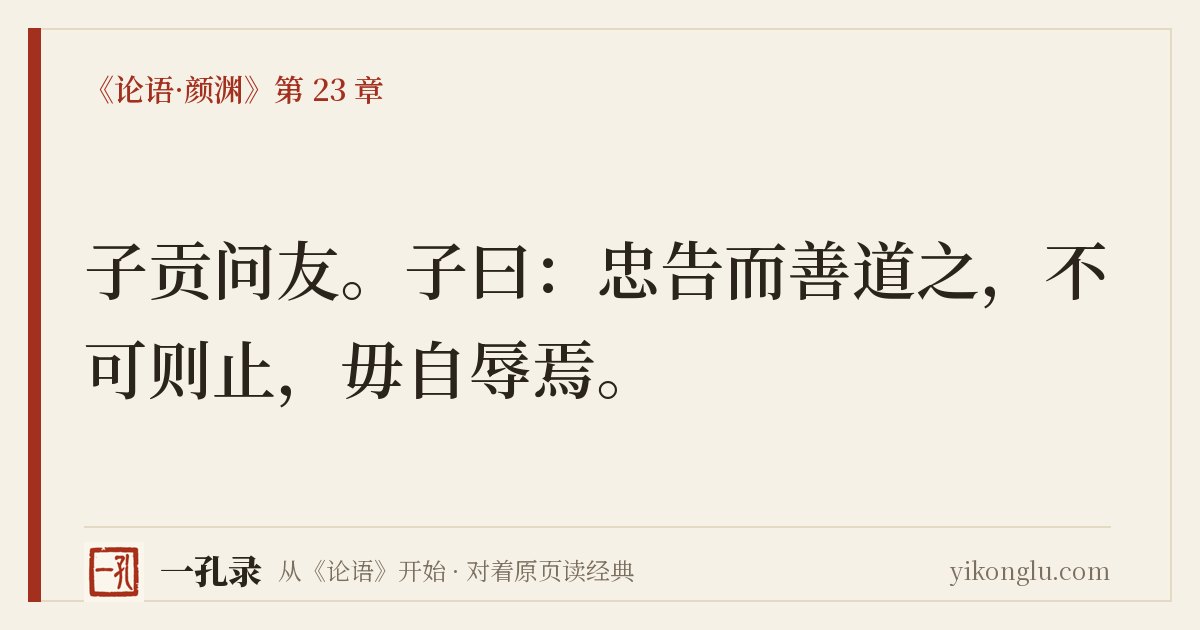 《论语·颜渊》第 23 章
子贡问友。子曰：忠告而善道之，不
可则止，毋自辱焉。
一孔 一孔录 从《论语》开始 · 对着原页读经典 yikonglu.com